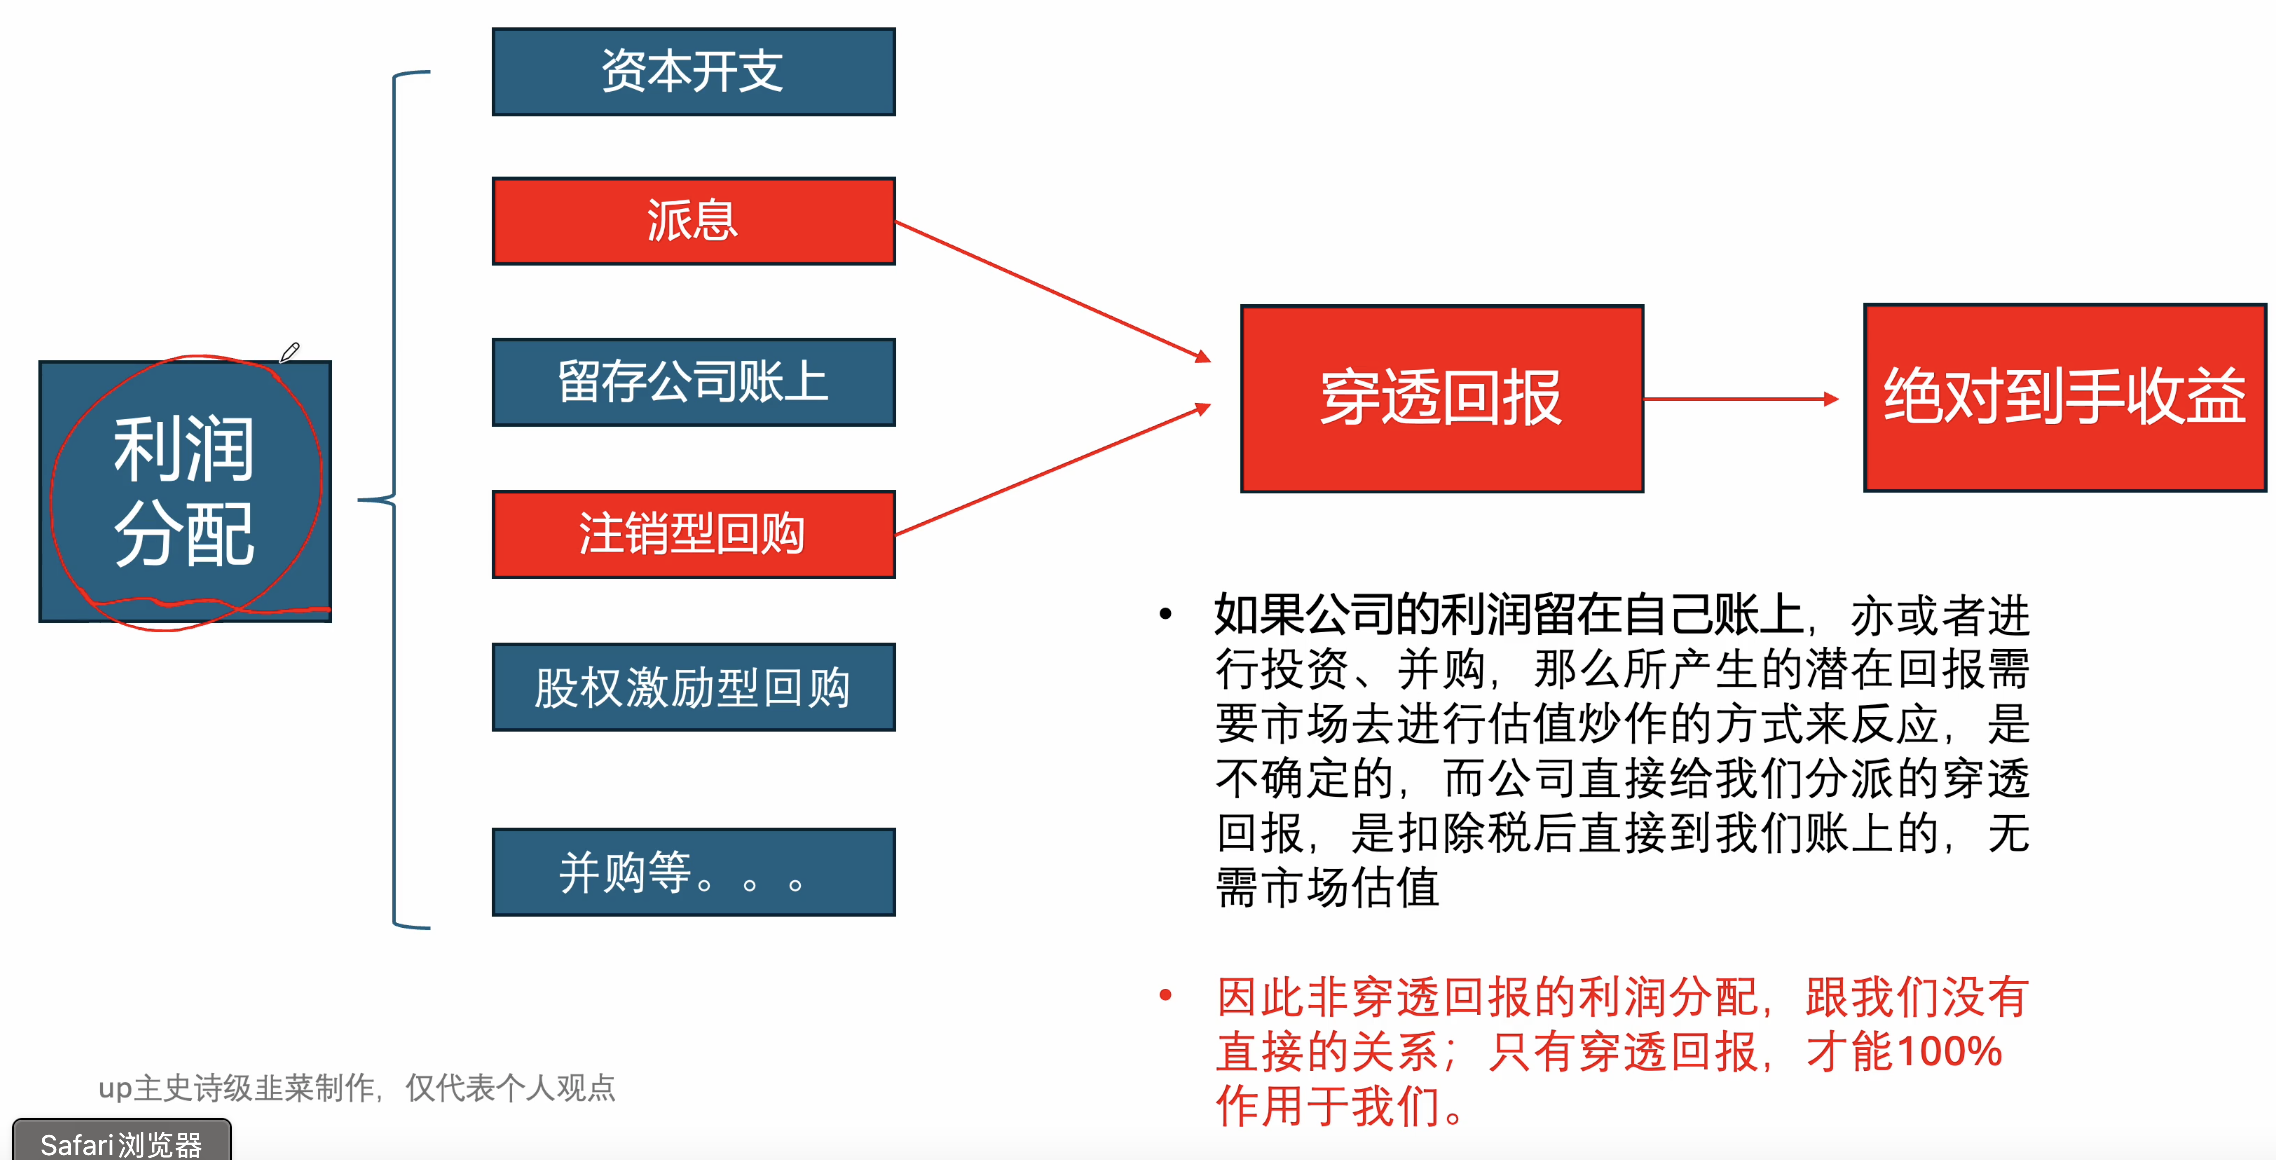 资本开支
派息
留存公司账上
利润
分配
注销型回购
股权激励型回购
并购等。。。
穿透回报
绝对到手收益
• 如果公司的利润留在自己账上，亦或者进
行投资、并购，那么所产生的潜在回报需
要市场去进行估值炒作的方式来反应，是
不确定的，而公司直接给我们分派的穿透
回报，是扣除税后直接到我们账上的，无
需市场估值
• 因此非穿透回报的利润分配，跟我们没有
直接的关系；只有穿透回报，才能100%
作用于我们。
up主史诗级韭菜制作，仅代表个人观点
Safari浏览器